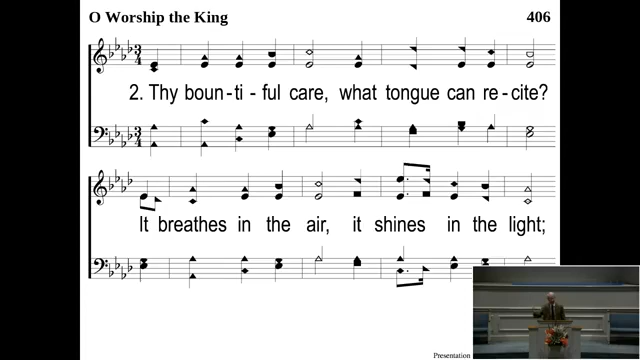 O Worship the King 406
2. Thy boun-ti-ful care, what tongue can re-cite?
It breathes in the air, it shines in the light;
Presentation